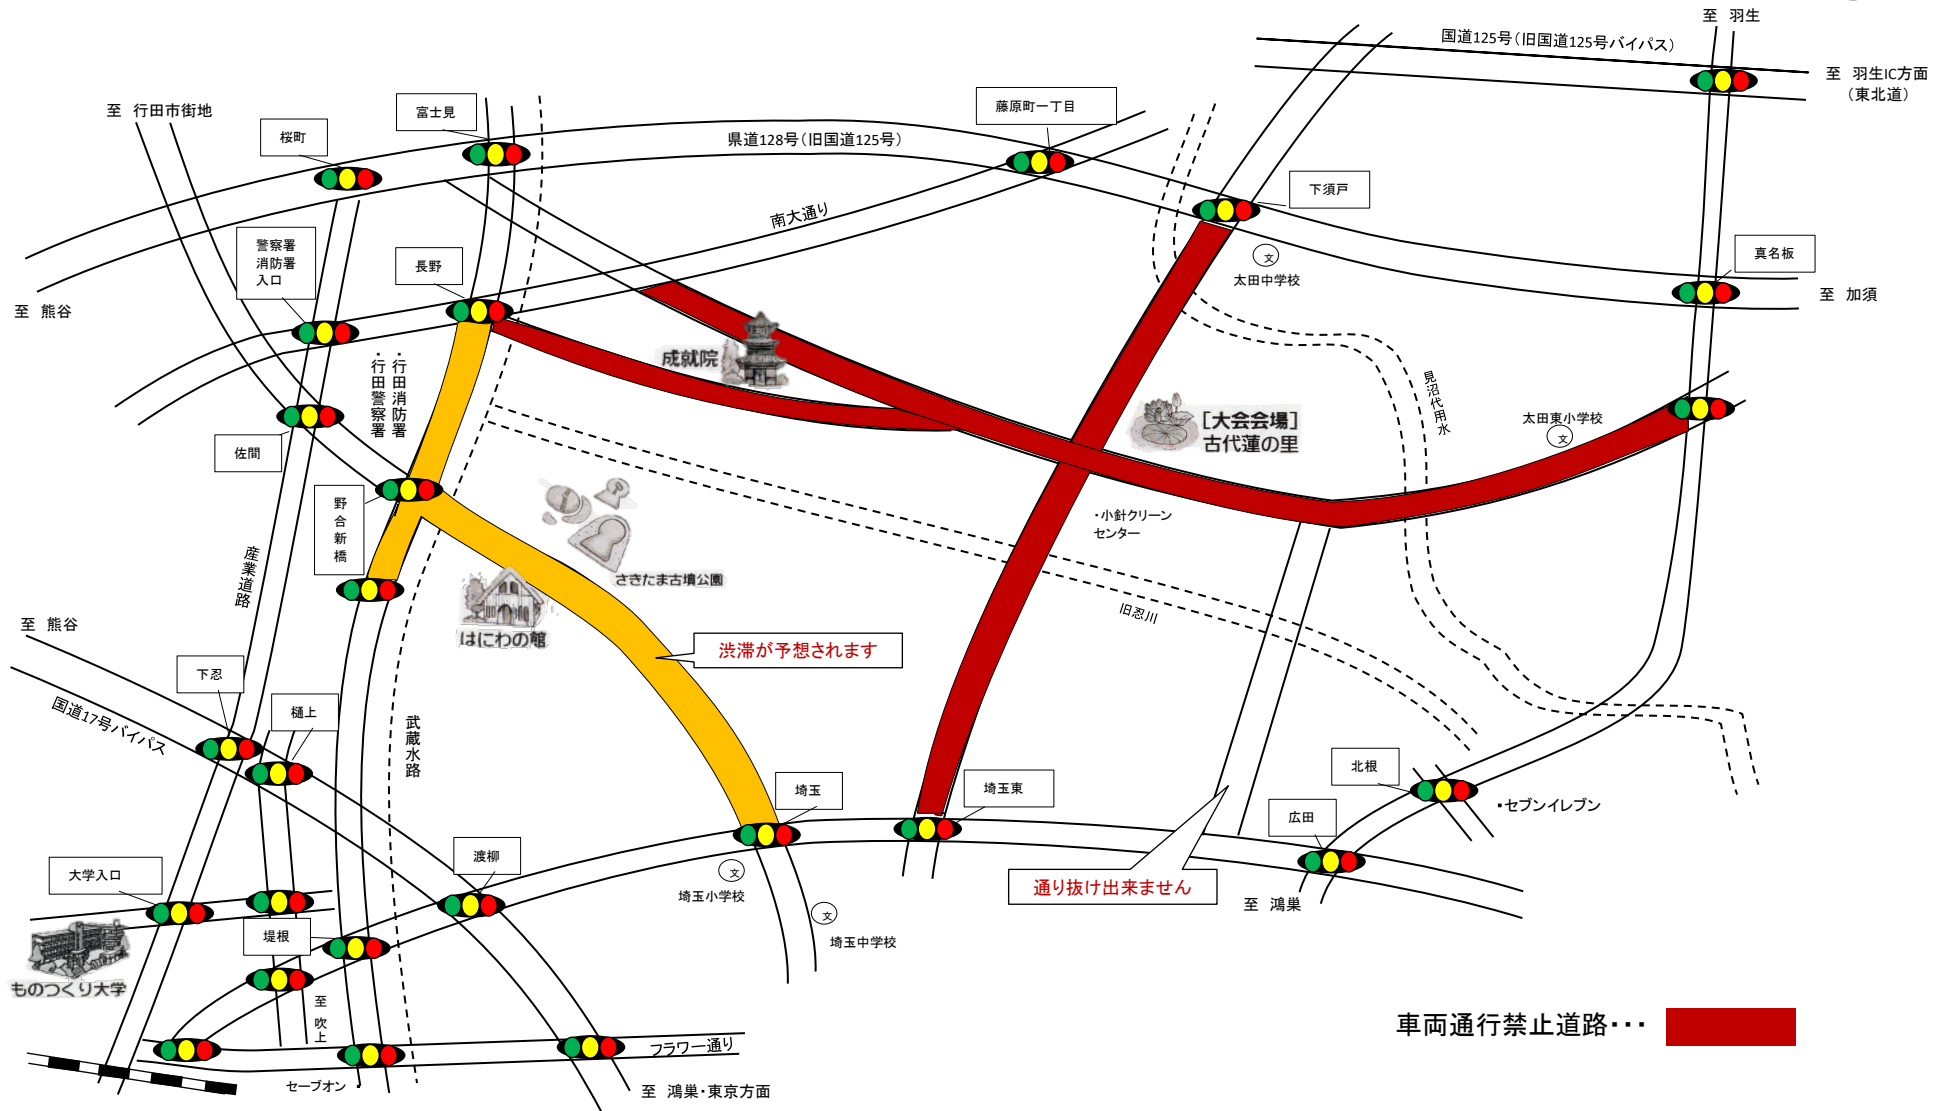 至 羽生
国道125号(旧国道125号バイパス)
至 羽生IC方面
(東北道)
至 行田市街地
富士見
藤原町一丁目
桜町
県道128号(旧国道125号)
下須戸
南大通り
警察署
消防署
入口
長野
文
太田中学校
真名板
至 加須
至 熊谷
成就院
・行田消防署
・行田警察署
見沼代用水
[大会会場]
古代蓮の里
太田東小学校
文
佐間
野合新橋
・小針クリーン
センター
さきたま古墳公園
産業道路
旧忍川
はにわの館
至 熊谷
渋滞が予想されます
下忍
樋上
国道17号バイパス
武蔵水路
北根
埼玉
埼玉東
・セブンイレブン
広田
渡柳
大学入口
文
埼玉小学校
通り抜け出来ません
至 鴻巣
文
埼玉中学校
堤根
ものつくり大学
至 吹上
車両通行禁止道路・・・
フラワー通り
セーブオン ・
至 鴻巣・東京方面